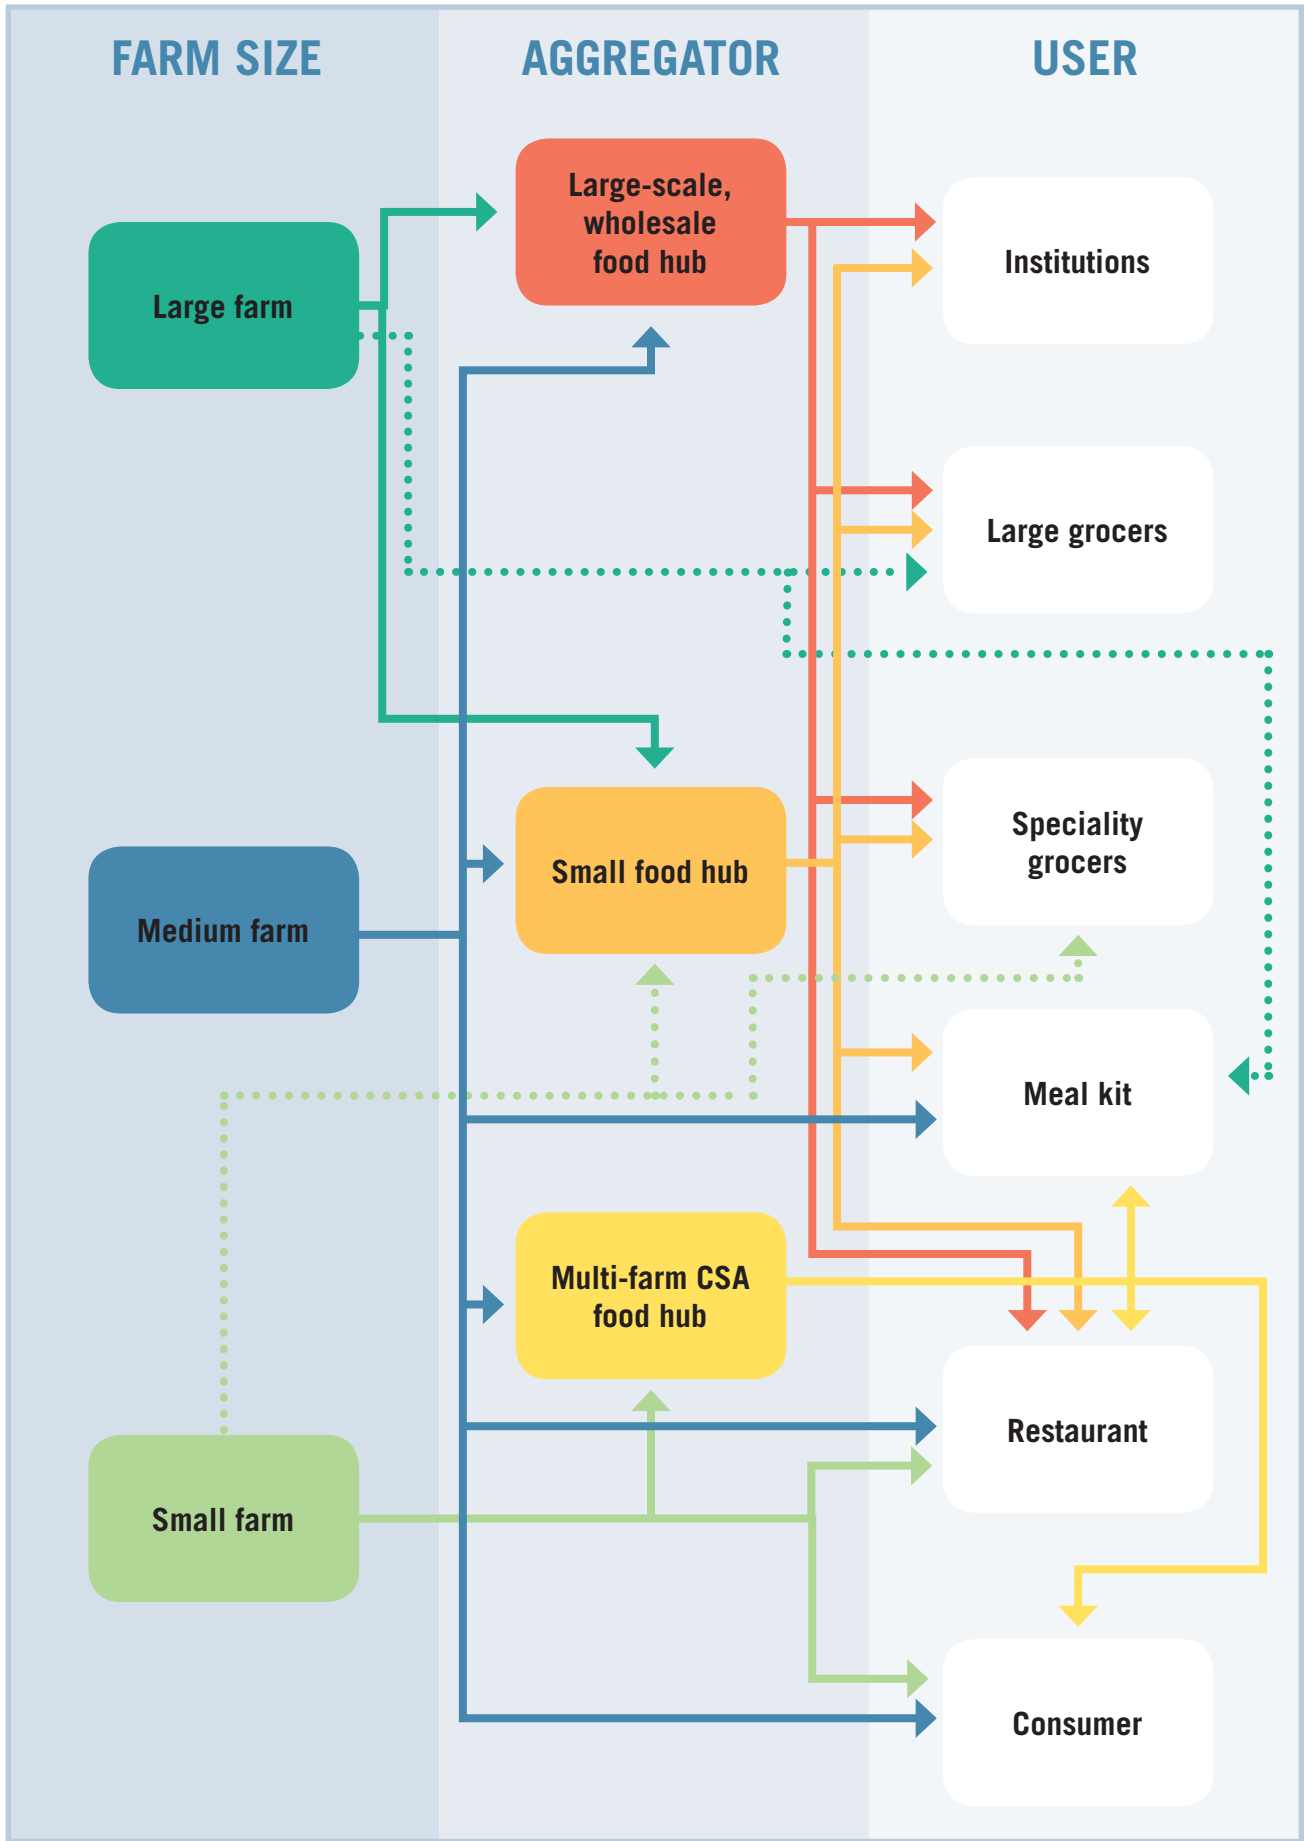 FARM SIZE
AGGREGATOR
USER
Large farm
Medium farm
Small farm
Large-scale,
wholesale
food hub
Small food hub
Multi-farm CSA
food hub
Institutions
Large grocers
Speciality
grocers
Meal kit
Restaurant
Consumer